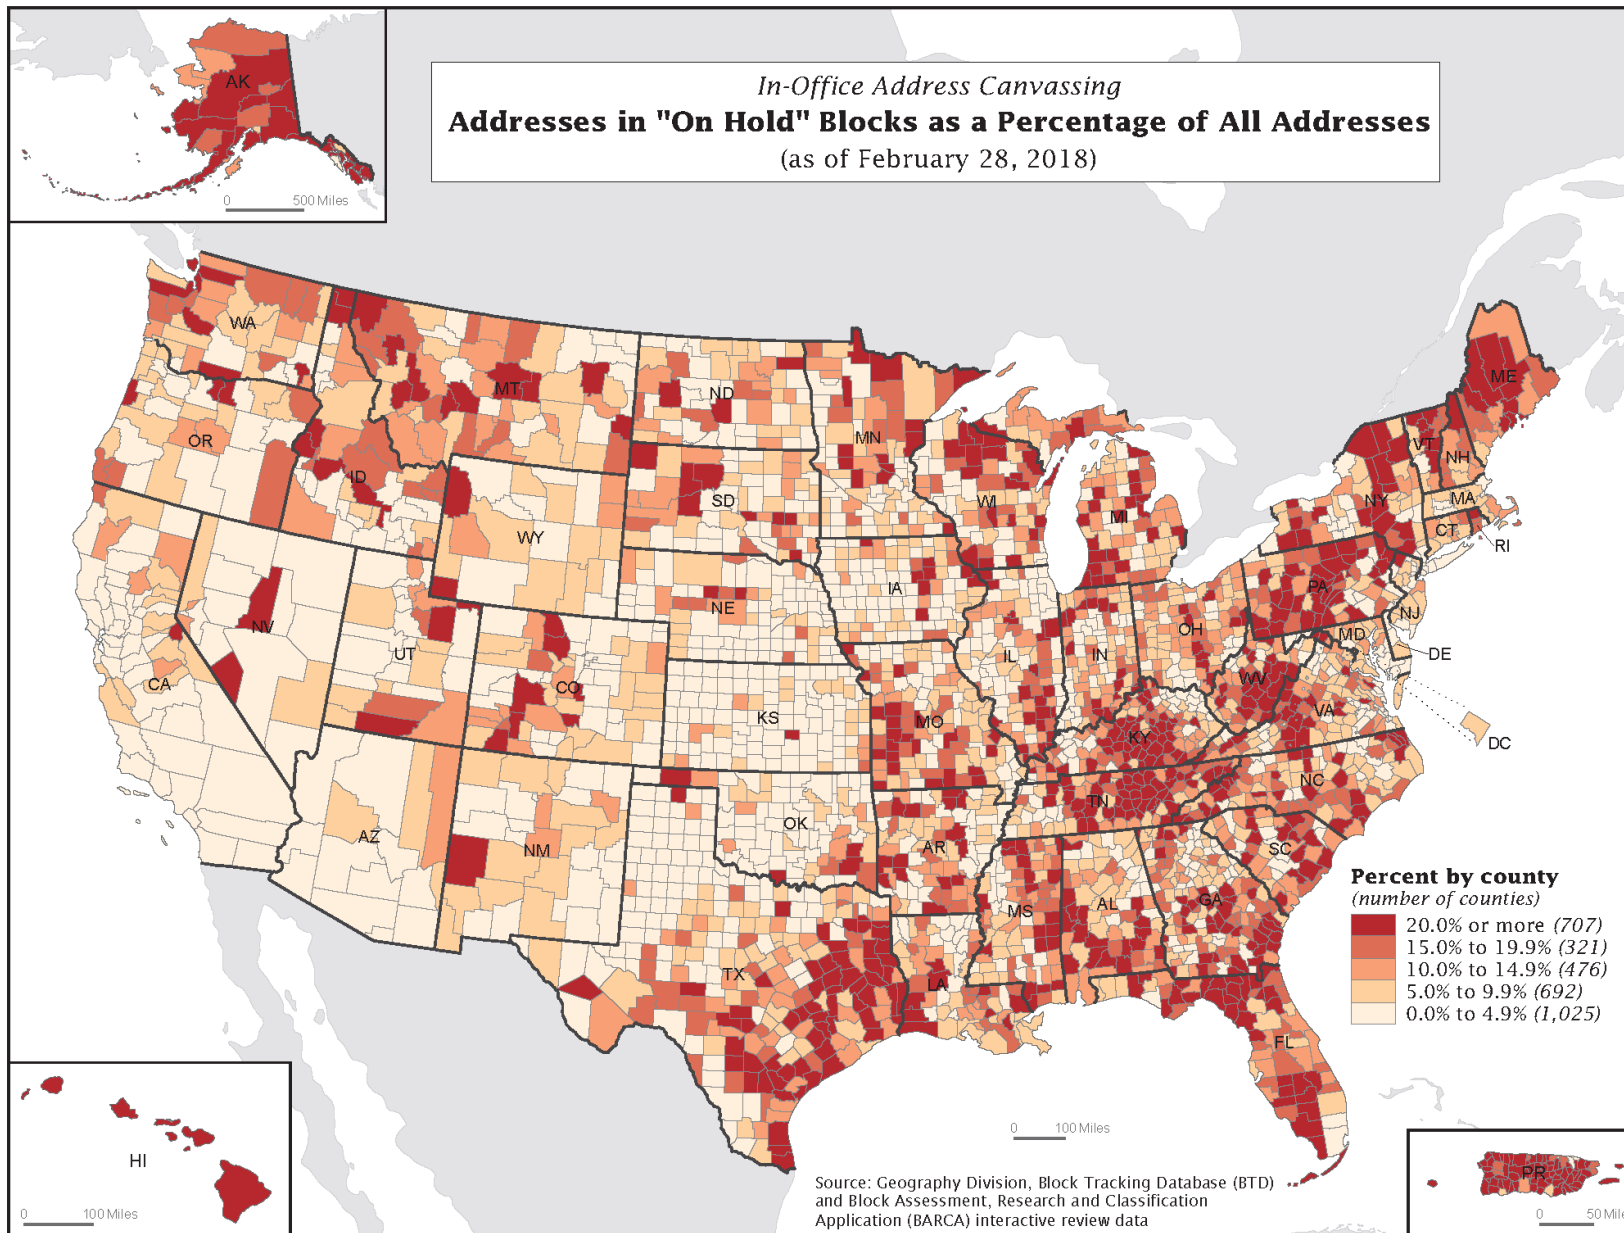 AK
0 500 Miles
In-Office Address Canvassing
Addresses in "On Hold" Blocks as a Percentage of All Addresses
(as of February 28, 2018)
WA
MT
ND
MN
ME
OR
ID
SD
WI
MI
VT
NH
NY
MA
CT
RI
WY
IA
NE
PA
NJ
NV
UT
CO
IL
IN
OH
MD
DE
CA
KS
MO
WV
VA
KY
DC
AZ
NM
OK
AR
TN
NC
SC
MS
AL
GA
TX
LA
FL
Percent by county
(number of counties)
20.0% or more (707)
15.0% to 19.9% (321)
10.0% to 14.9% (476)
5.0% to 9.9% (692)
0.0% to 4.9% (1,025)
HI
0 100 Miles
0 100 Miles
Source: Geography Division, Block Tracking Database (BTD)
and Block Assessment, Research and Classification
Application (BARCA) interactive review data
PR
0 50 Mile